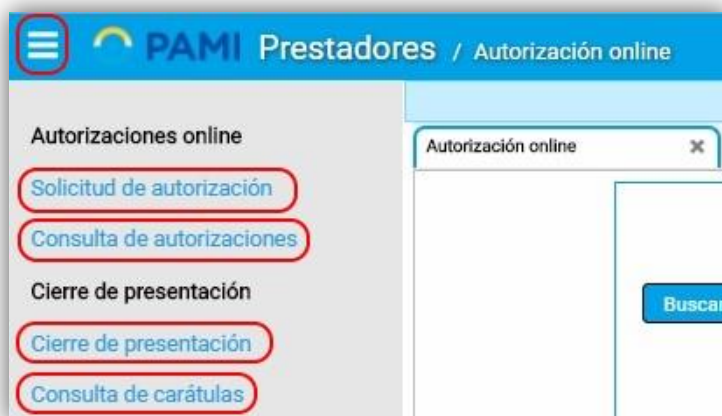 PAMI Prestadores / Autorización online
Autorizaciones online
Solicitud de autorización
Consulta de autorizaciones
Cierre de presentación
Cierre de presentación
Consulta de carátulas
Autorización online
Buscar